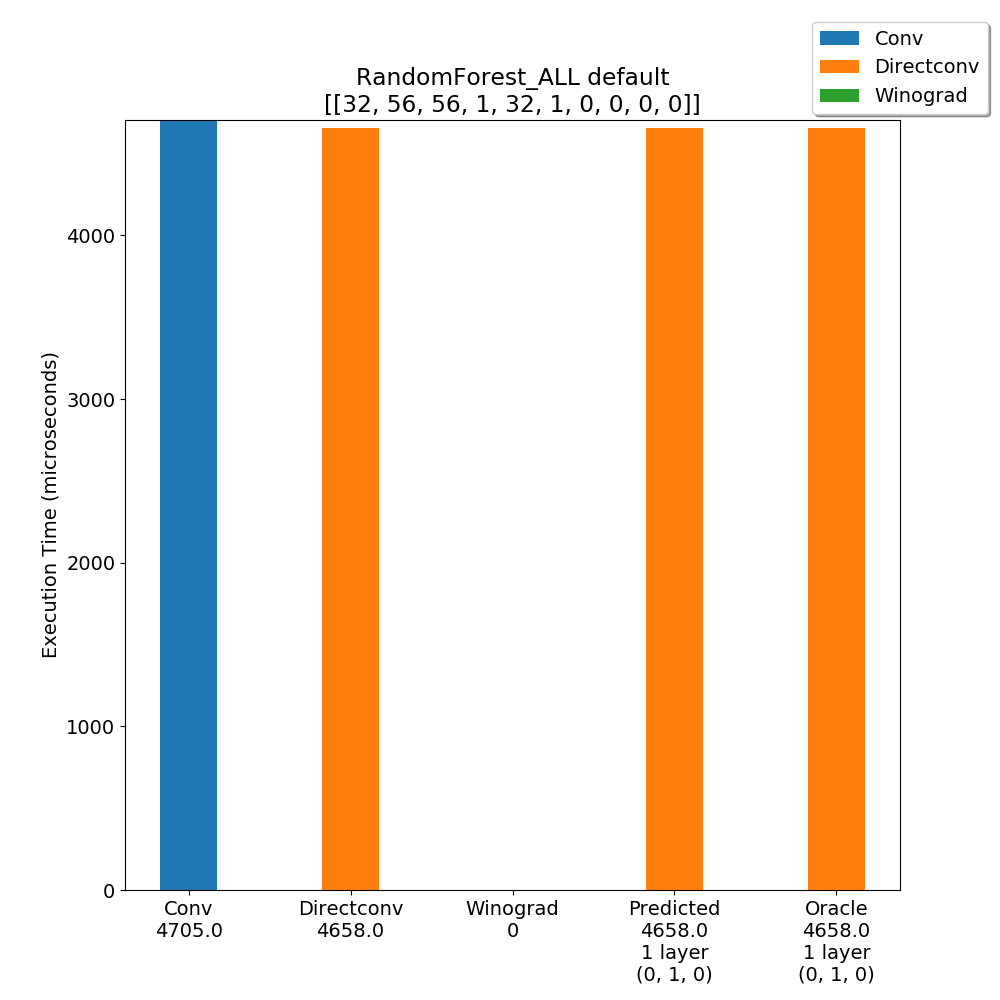 Conv
Directconv
Winograd
RandomForest_ALL default
[[32, 56, 56, 1, 32, 1, 0, 0, 0, 0]]
Execution Time (microseconds)
4000
3000
2000
1000
0
Conv
4705.0
Directconv
4658.0
Winograd
0
Predicted
4658.0
1 layer
(0, 1, 0)
Oracle
4658.0
1 layer
(0, 1, 0)